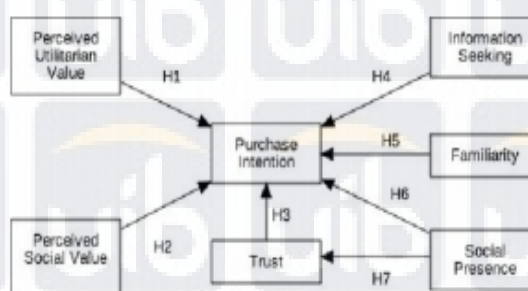 Perceived
Utilitarian
Value
H1
H4
Information
Seeking
Purchase
Intention
H5
Familiarity
H6
H3
H2
Perceived
Social Value
Trust
H7
Social
Presence
uib